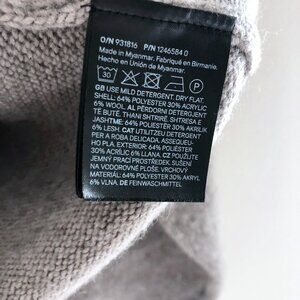 O/N 931816 P/N 1246584 0
Made in Myanmar. Fabriqué en Birmanie.
Hecho en Unión de Myanmar.
30
GB USE MILD DETERGENT. DRY FLAT.
SHELL: 64% POLYESTER 30% ACRYLIC
6% WOOL. AL PËRDORNI DETERGJENT
TË BUTË. THANI SHTRIRË. SHTRESA E
JASHTME: 64% POLIESTER 30% AKRILIK
6% LESH. CAT UTILITZEU DETERGENT
PER A ROBA DELICADA. ASSEQUEU-
HO PLA. EXTERIOR: 64% POLIÈSTER
30% ACRÍLIC 6% LLANA. CZ POUŽITE
JEMNÝ PRACÍ PROSTŘEDEK. SUŠENÍ
NA VODOROVNÉ PLOŠE. VRCHNÝ
MATERIÁL: 64% POLYESTER 30% AKRYL
6% VLNA. DE FEINWASCHMITTEL